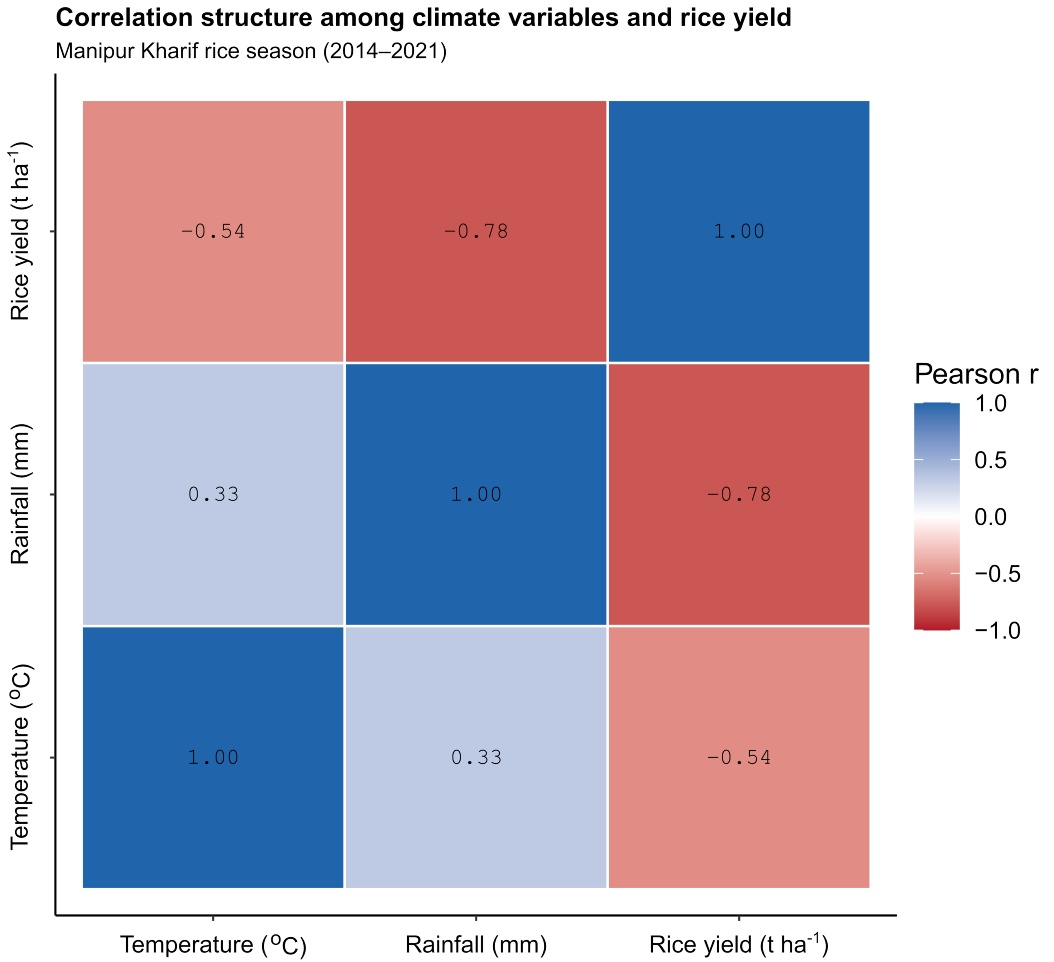 Correlation structure among climate variables and rice yield
Manipur Kharif rice season (2014–2021)
Rice yield (t ha⁻¹)
−0.54 −0.78 1.00
Rainfall (mm)
0.33 1.00 −0.78
Temperature (ᵒC)
1.00 0.33 −0.54
Temperature (ᵒC) Rainfall (mm) Rice yield (t ha⁻¹)
Pearson r
1.0
0.5
0.0
−0.5
−1.0